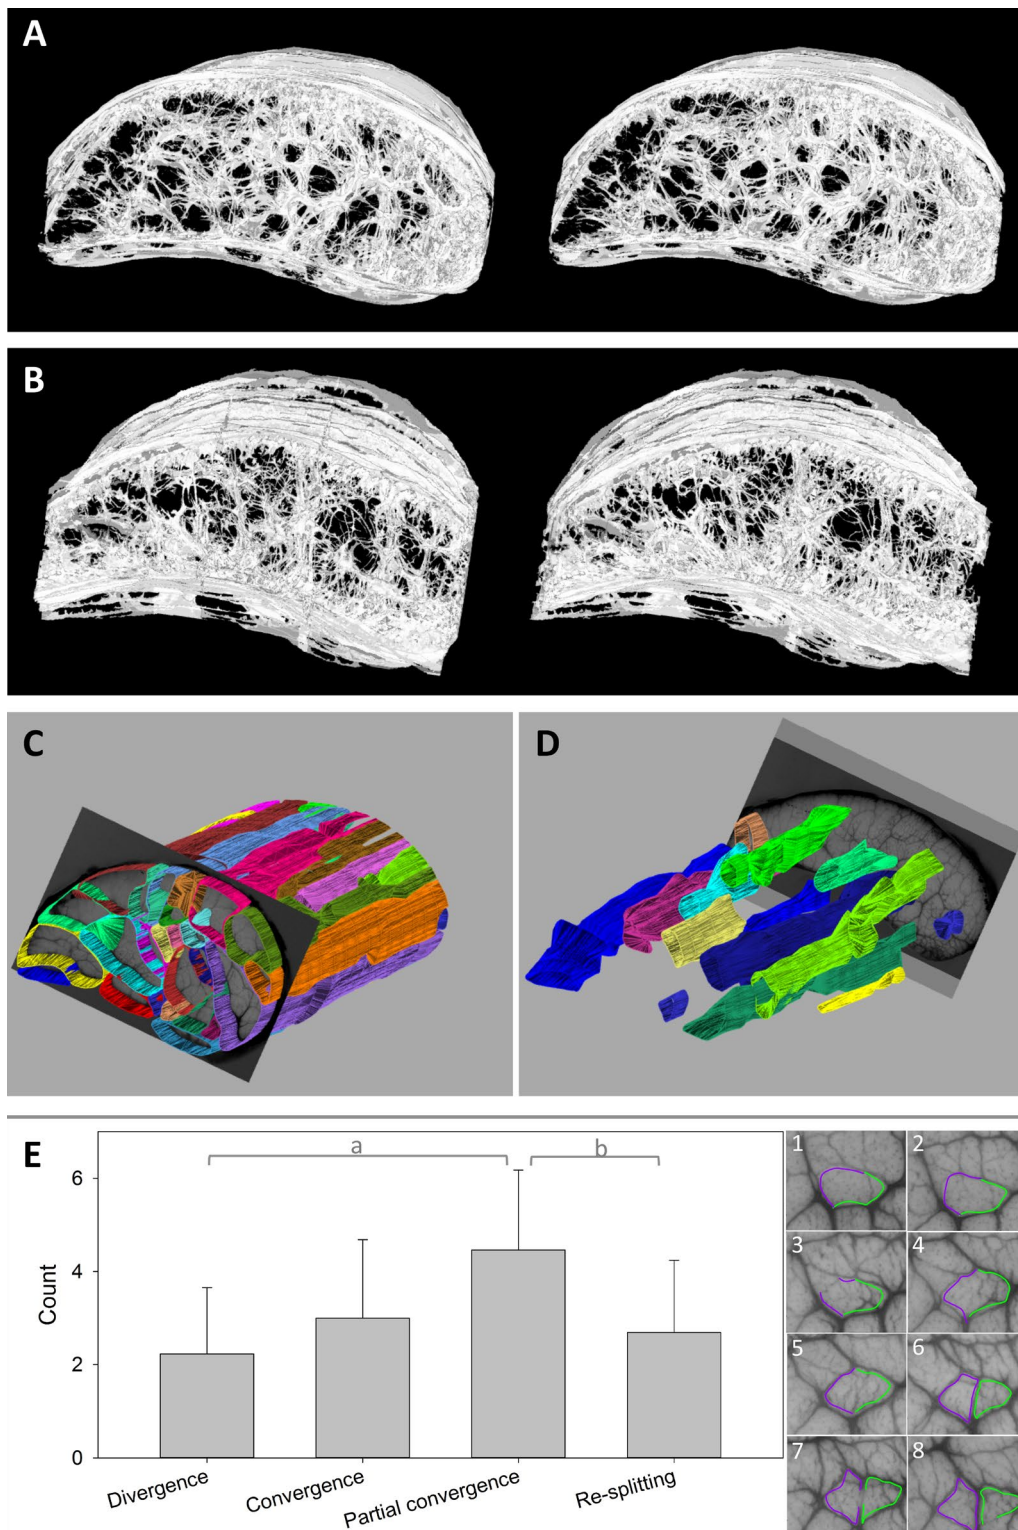 A
B
C
D
E
a
b
6
4
2
0
Count
Divergence
Convergence
Partial convergence
Re-splitting
1
2
3
4
5
6
7
8